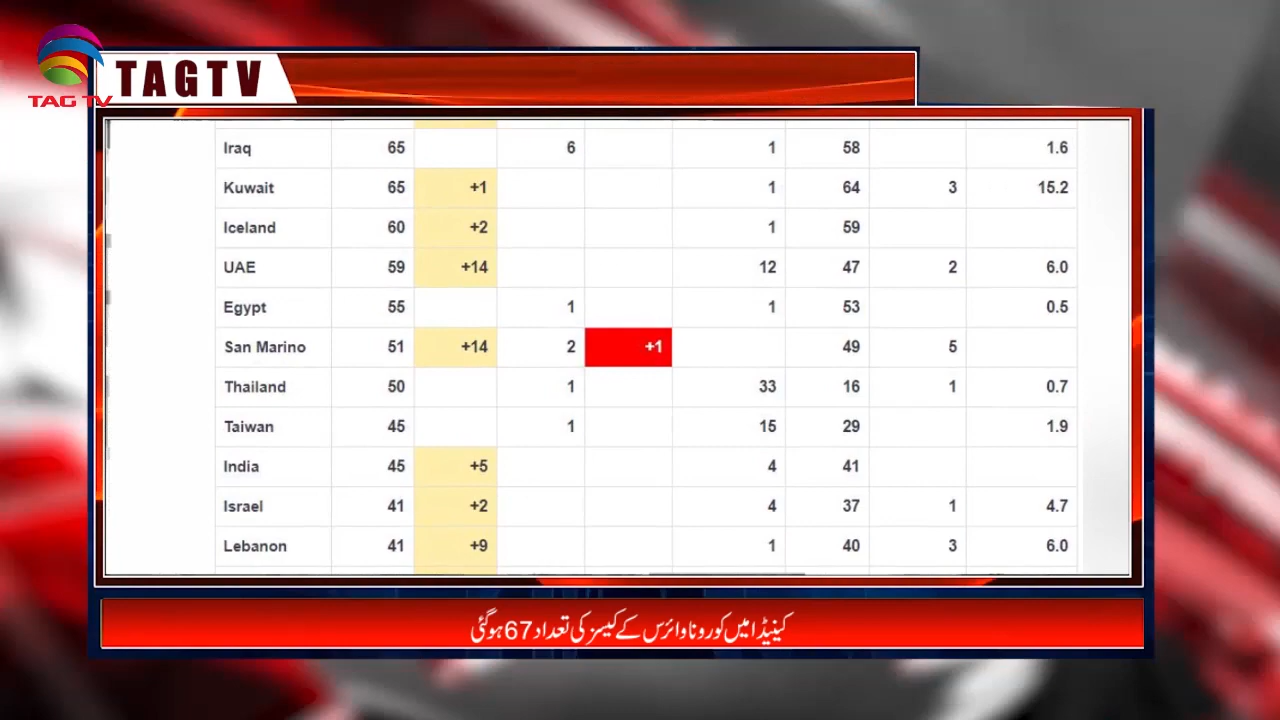 TAGTV
TAG TV
Iraq 65 6 1 58 1.6
Kuwait 65 +1 1 64 3 15.2
Iceland 60 +2 1 59
UAE 59 +14 12 47 2 6.0
Egypt 55 1 1 53 0.5
San Marino 51 +14 2 +1 49 5
Thailand 50 1 33 16 1 0.7
Taiwan 45 1 15 29 1.9
India 45 +5 4 41
Israel 41 +2 4 37 1 4.7
Lebanon 41 +9 1 40 3 6.0
کینیڈا میں کورونا وائرس کے کیسز کی تعداد 67 ہوگئی